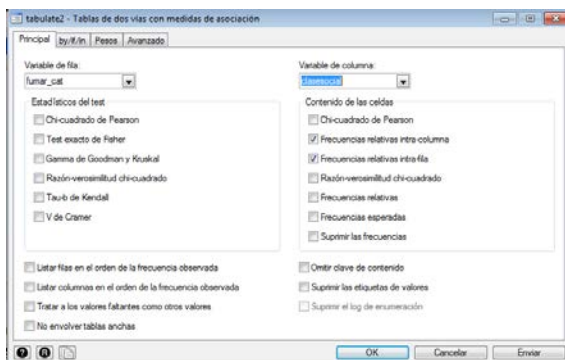 tabulate2 - Tablas de dos vías con medidas de asociación
Principal by/if/in Pesos Avanzado
Variable de fila: Variable de columna:
fumar_cat clasesocial
Estadísticos del test Contenido de las celdas
Chi-cuadrado de Pearson Chi-cuadrado de Pearson
Test exacto de Fisher Frecuencias relativas intra-columna
Gamma de Goodman y Kruskal Frecuencias relativas intra-fila
Razón-verosimilitud chi-cuadrado Razón-verosimilitud chi-cuadrado
Tau-b de Kendall Frecuencias relativas
V de Cramer Frecuencias esperadas
Suprimir las frecuencias
Listar filas en el orden de la frecuencia observada Omitir clave de contenido
Listar columnas en el orden de la frecuencia observada Suprimir las etiquetas de valores
Tratar a los valores faltantes como otros valores Suprimir el log de enumeración
No envolver tablas anchas
OK Cancelar Enviar